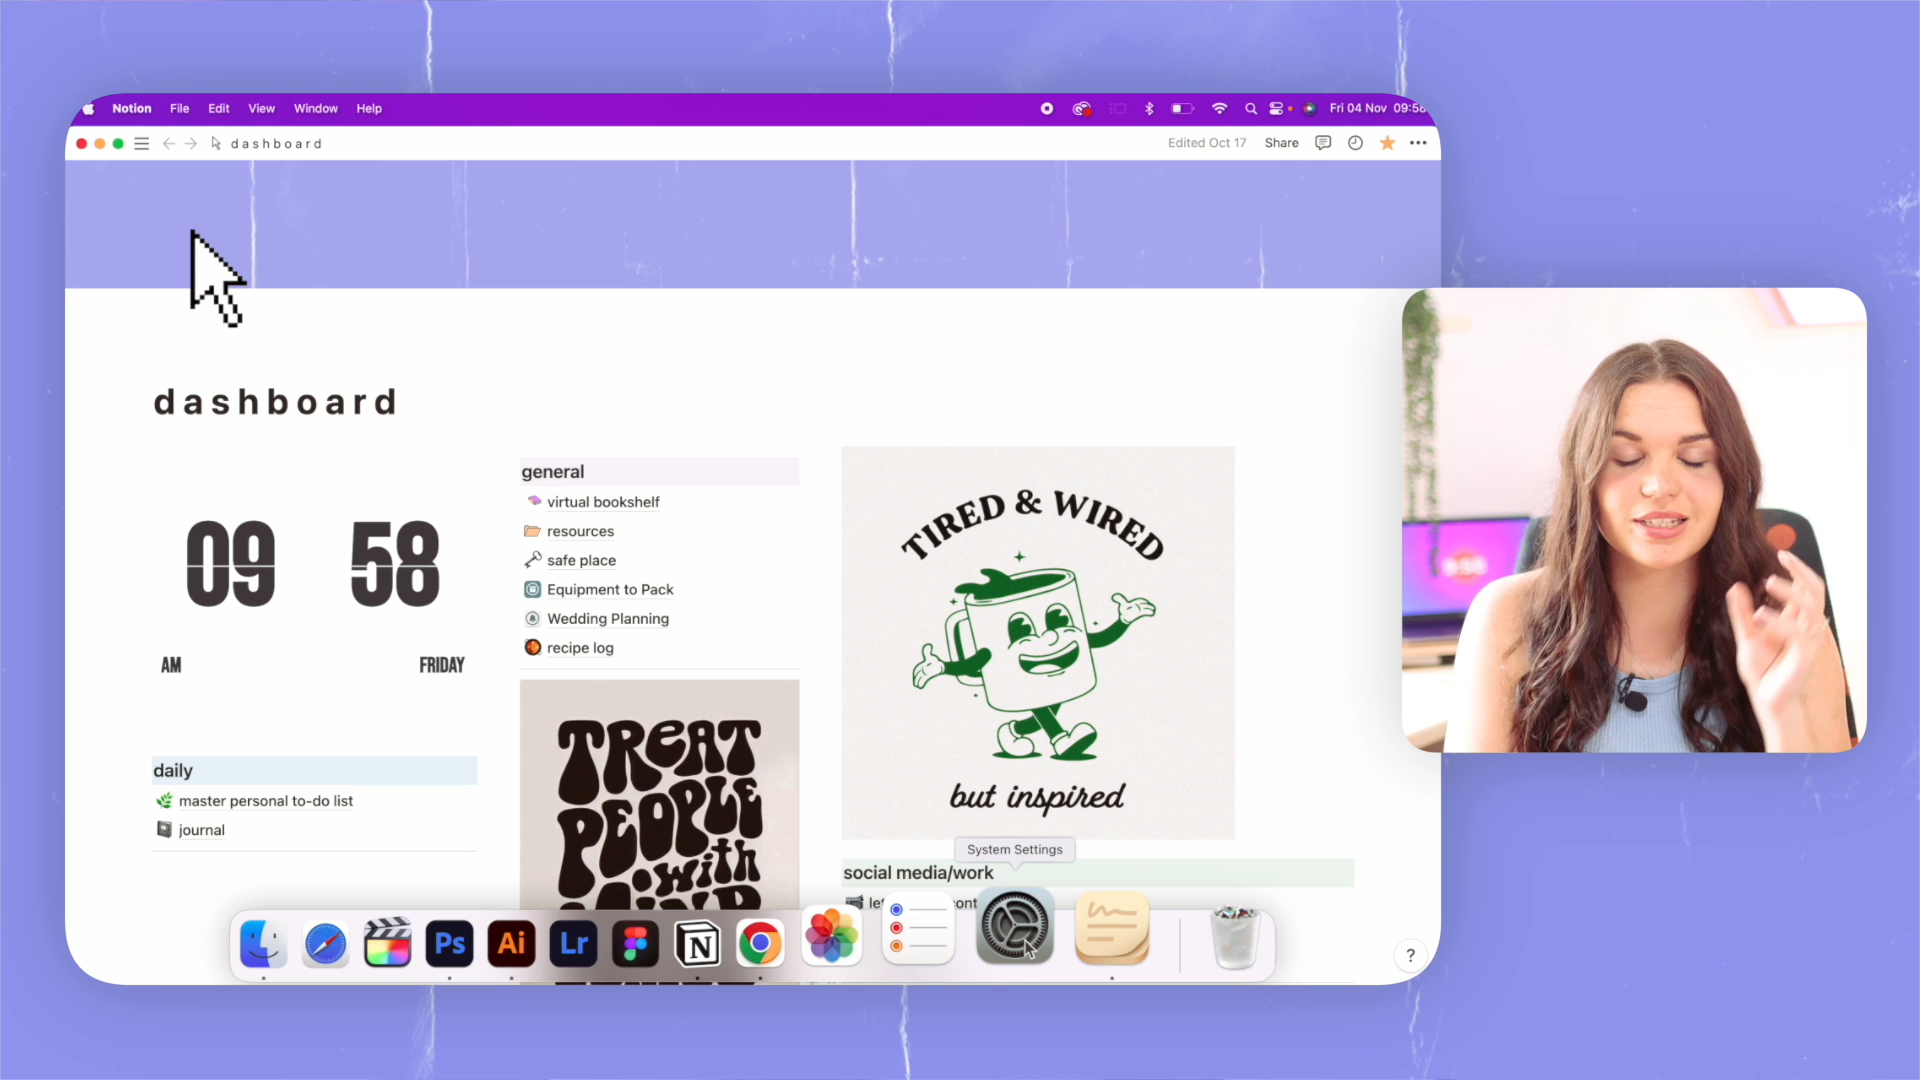 Notion File Edit View Window Help
Fri 04 Nov 09:58
dashboard
Edited Oct 17 Share
dashboard
09 58
AM FRIDAY
daily
master personal to-do list
journal
general
virtual bookshelf
resources
safe place
Equipment to Pack
Wedding Planning
recipe log
TREAT
PEOPLE
with
TIRED & WIRED
but inspired
System Settings
social media/work
Ps Ai Lr N
?